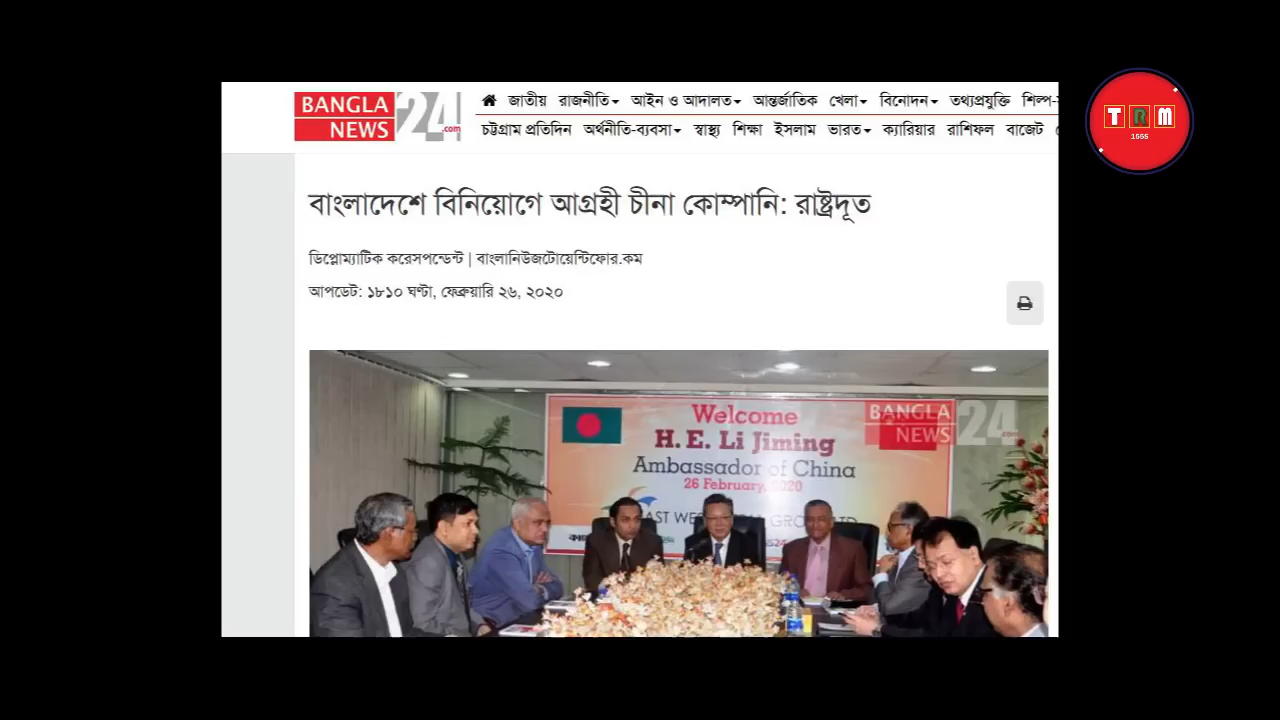 BANGLA
NEWS
24
.com
জাতীয় রাজনীতি আইন ও আদালত আন্তর্জাতিক খেলা বিনোদন তথ্যপ্রযুক্তি শিল্প-
চট্টগ্রাম প্রতিদিন অর্থনীতি-ব্যবসা স্বাস্থ্য শিক্ষা ইসলাম ভারত ক্যারিয়ার রাশিফল বাজেট
T R M
1555
বাংলাদেশে বিনিয়োগে আগ্রহী চীনা কোম্পানি: রাষ্ট্রদূত
ডিপ্লোম্যাটিক করেসপন্ডেন্ট | বাংলানিউজটোয়েন্টিফোর.কম
আপডেট: ১৮১০ ঘণ্টা, ফেব্রুয়ারি ২৬, ২০২০
Welcome
H. E. Li Jiming
Ambassador of China
26 February, 2020
BANGLA
NEWS
24
.com